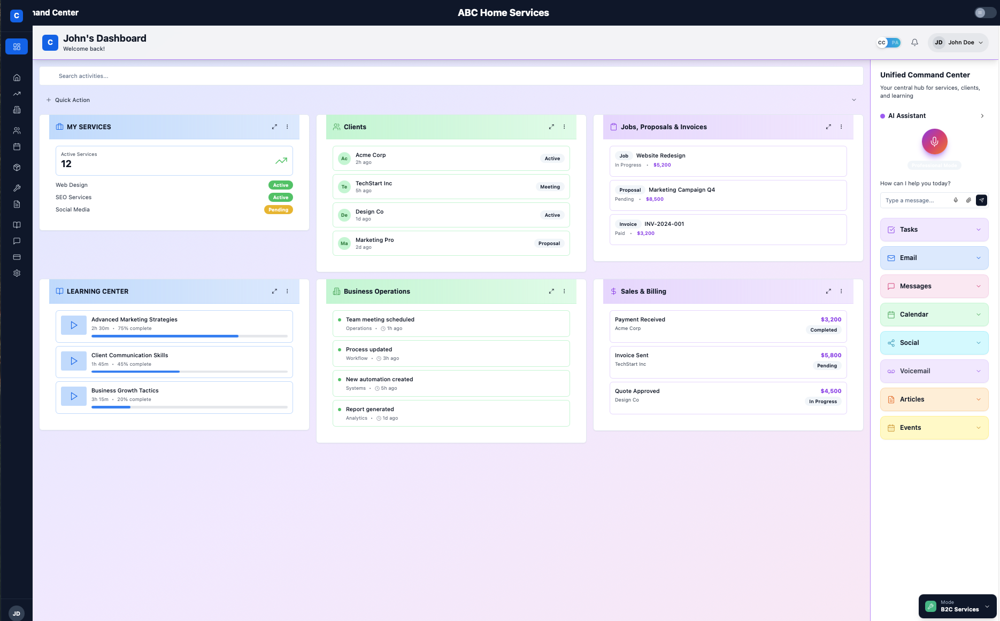 C
mand Center
ABC Home Services
C
John's Dashboard
Welcome back!
CC
PA
JD
John Doe
Search activities...
Quick Action
MY SERVICES
Active Services
12
Web Design
Active
SEO Services
Active
Social Media
Pending
Clients
Ac
Acme Corp
2h ago
Active
Te
TechStart Inc
5h ago
Meeting
De
Design Co
1d ago
Active
Ma
Marketing Pro
2d ago
Proposal
Jobs, Proposals & Invoices
Job Website Redesign
In Progress • $5,200
Proposal Marketing Campaign Q4
Pending • $8,500
Invoice INV-2024-001
Paid • $3,200
LEARNING CENTER
Advanced Marketing Strategies
2h 30m • 75% complete
Client Communication Skills
1h 45m • 45% complete
Business Growth Tactics
3h 15m • 20% complete
Business Operations
Team meeting scheduled
Operations • 1h ago
Process updated
Workflow • 3h ago
New automation created
Systems • 5h ago
Report generated
Analytics • 1d ago
Sales & Billing
Payment Received
$3,200
Acme Corp
Completed
Invoice Sent
$5,800
TechStart Inc
Pending
Quote Approved
$4,500
Design Co
In Progress
Unified Command Center
Your central hub for services, clients,
and learning
AI Assistant
Professional Mode
How can I help you today?
Type a message...
Tasks
Email
Messages
Calendar
Social
Voicemail
Articles
Events
Mode
B2C Services
JD